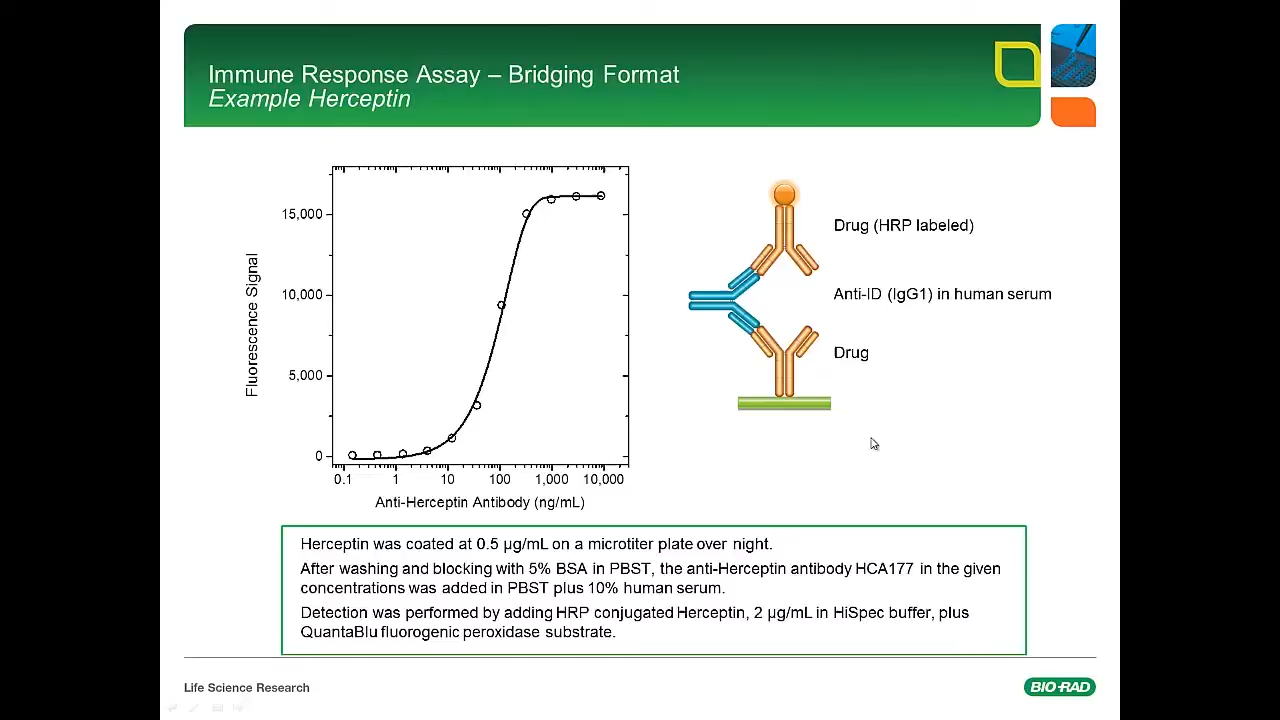 Immune Response Assay – Bridging Format
Example Herceptin
15,000
10,000
5,000
0
Fluorescence Signal
0.1 1 10 100 1,000 10,000
Anti-Herceptin Antibody (ng/mL)
Drug (HRP labeled)
Anti-ID (IgG1) in human serum
Drug
Herceptin was coated at 0.5 µg/mL on a microtiter plate over night.
After washing and blocking with 5% BSA in PBST, the anti-Herceptin antibody HCA177 in the given
concentrations was added in PBST plus 10% human serum.
Detection was performed by adding HRP conjugated Herceptin, 2 µg/mL in HiSpec buffer, plus
QuantaBlu fluorogenic peroxidase substrate.
Life Science Research
BIO-RAD